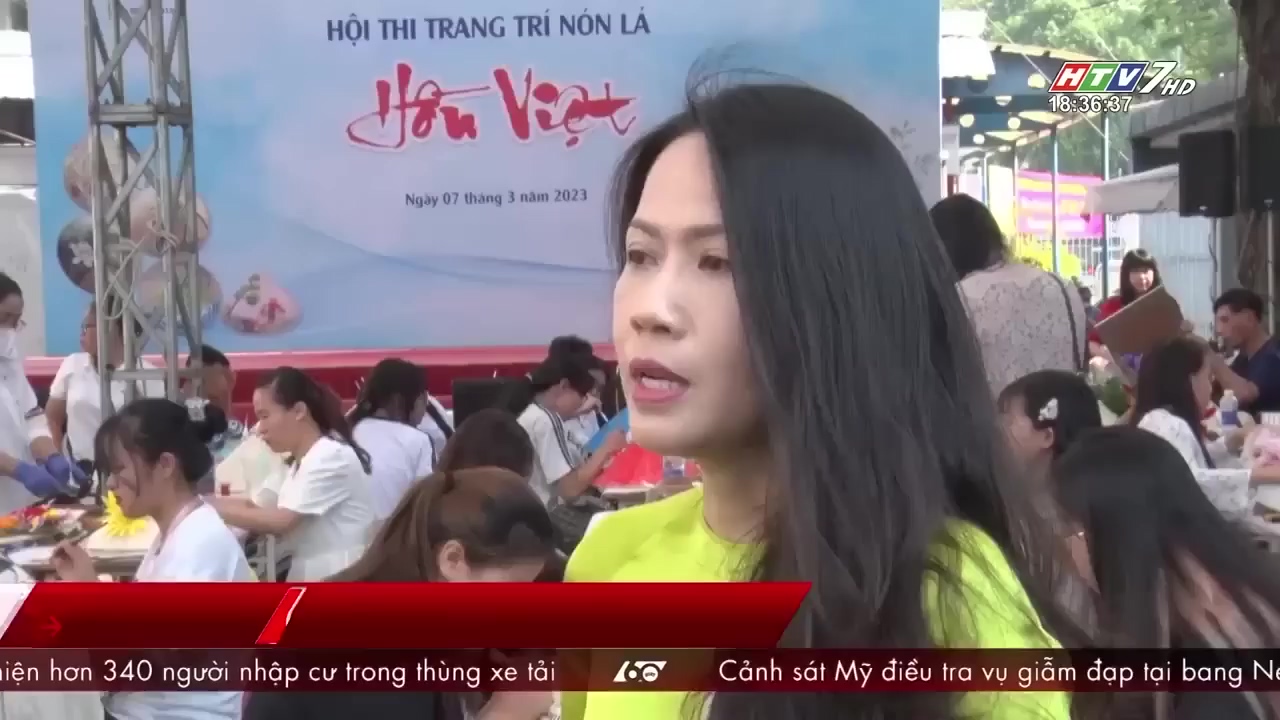 HỘI THI TRANG TRÍ NÓN LÁ
Hồn Việt
Ngày 07 tháng 3 năm 2023
HTV7 HD
18:36:37
hơn 340 người nhập cư trong thùng xe tải
60
Cảnh sát Mỹ điều tra vụ giẫm đạp tại bang